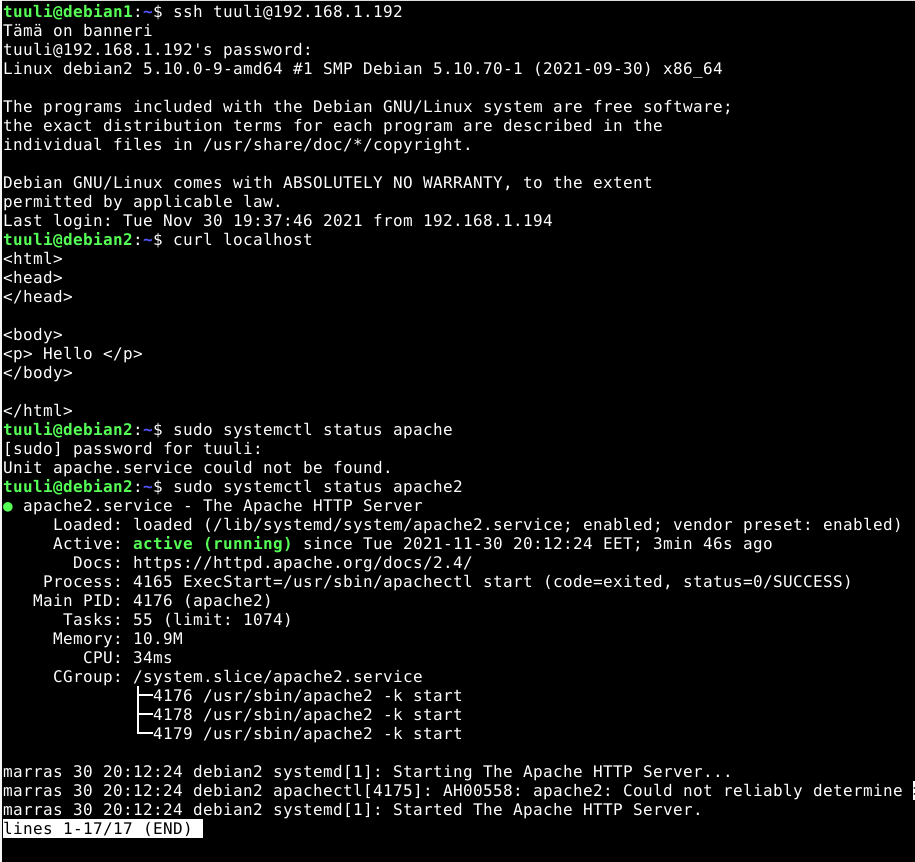 tuuli@debian1:~$ ssh tuuli@192.168.1.192
Tämä on banneri
tuuli@192.168.1.192's password:
Linux debian2 5.10.0-9-amd64 #1 SMP Debian 5.10.70-1 (2021-09-30) x86_64

The programs included with the Debian GNU/Linux system are free software;
the exact distribution terms for each program are described in the
individual files in /usr/share/doc/*/copyright.

Debian GNU/Linux comes with ABSOLUTELY NO WARRANTY, to the extent
permitted by applicable law.
Last login: Tue Nov 30 19:37:46 2021 from 192.168.1.194
tuuli@debian2:~$ curl localhost
<html>
<head>
</head>

<body>
<p> Hello </p>
</body>

</html>
tuuli@debian2:~$ sudo systemctl status apache
[sudo] password for tuuli:
Unit apache.service could not be found.
tuuli@debian2:~$ sudo systemctl status apache2
● apache2.service - The Apache HTTP Server
     Loaded: loaded (/lib/systemd/system/apache2.service; enabled; vendor preset: enabled)
     Active: active (running) since Tue 2021-11-30 20:12:24 EET; 3min 46s ago
       Docs: https://httpd.apache.org/docs/2.4/
    Process: 4165 ExecStart=/usr/sbin/apachectl start (code=exited, status=0/SUCCESS)
   Main PID: 4176 (apache2)
      Tasks: 55 (limit: 1074)
     Memory: 10.9M
        CPU: 34ms
     CGroup: /system.slice/apache2.service
             ├─4176 /usr/sbin/apache2 -k start
             ├─4178 /usr/sbin/apache2 -k start
             └─4179 /usr/sbin/apache2 -k start

marras 30 20:12:24 debian2 systemd[1]: Starting The Apache HTTP Server...
marras 30 20:12:24 debian2 apachectl[4175]: AH00558: apache2: Could not reliably determine
marras 30 20:12:24 debian2 systemd[1]: Started The Apache HTTP Server.
lines 1-17/17 (END)